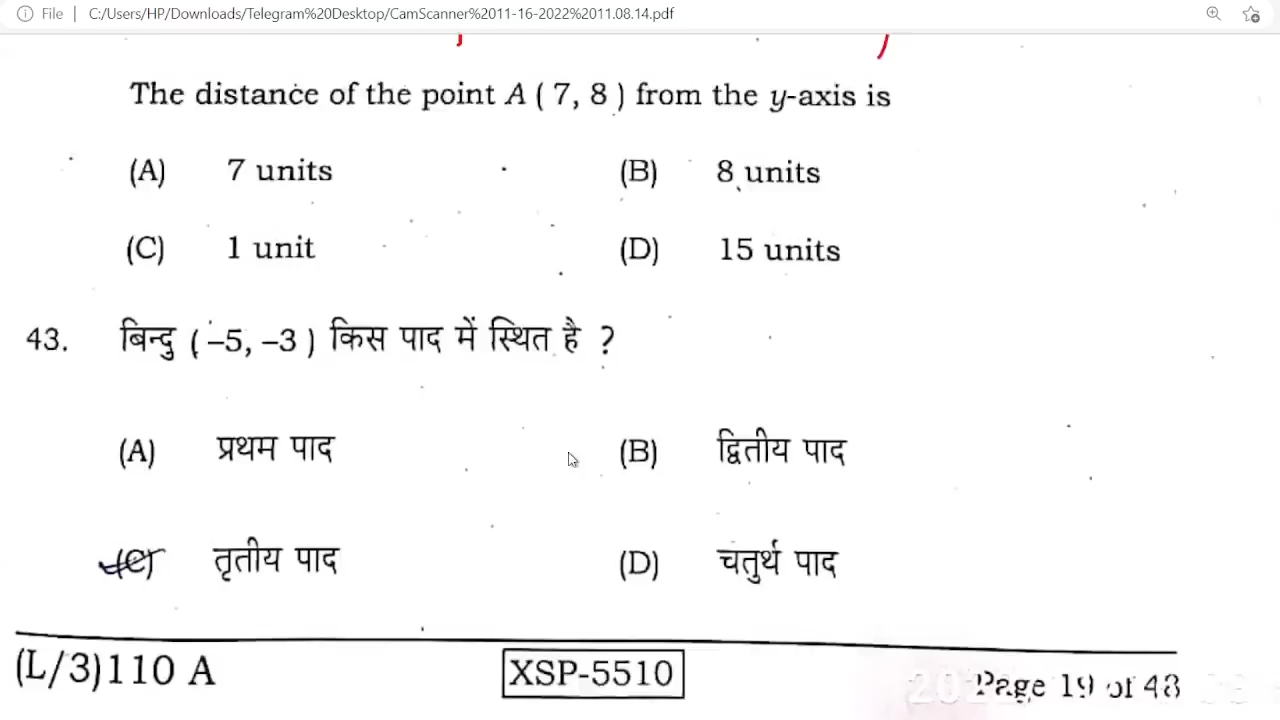 File | C:/Users/HP/Downloads/Telegram%20Desktop/CamScanner%2011-16-2022%2011.08.14.pdf
The distance of the point A ( 7, 8 ) from the y-axis is
(A) 7 units (B) 8 units
(C) 1 unit (D) 15 units
43. बिन्दु ( –5, –3 ) किस पाद में स्थित है ?
(A) प्रथम पाद (B) द्वितीय पाद
(C) तृतीय पाद (D) चतुर्थ पाद
(L/3)110 A XSP-5510 Page 19 of 48